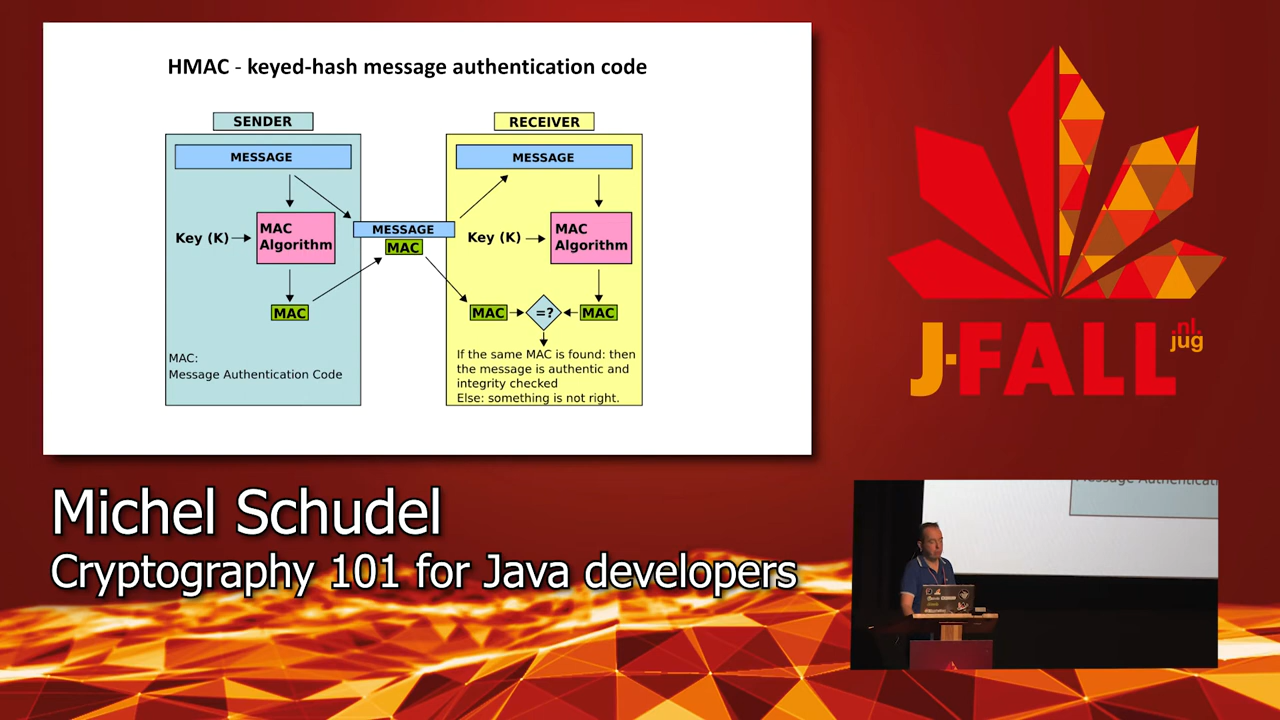 HMAC - keyed-hash message authentication code
SENDER
MESSAGE
Key (K)
MAC
Algorithm
MAC
MAC:
Message Authentication Code
MESSAGE
MAC
RECEIVER
MESSAGE
Key (K)
MAC
Algorithm
MAC
=?
MAC
If the same MAC is found: then
the message is authentic and
integrity checked
Else: something is not right.
J-FALL
.nl.
jug
Michel Schudel
Cryptography 101 for Java developers
Message Authenticati